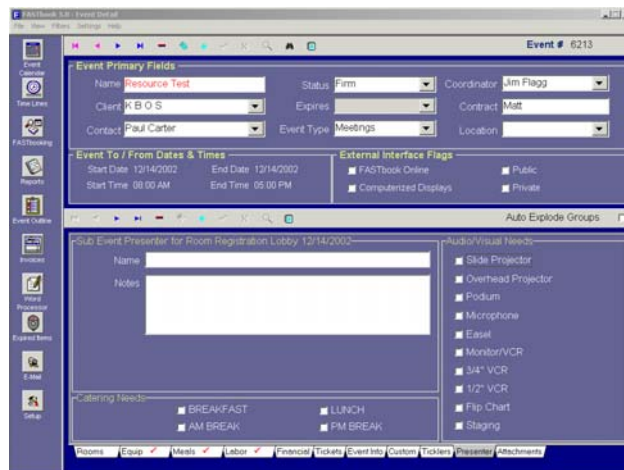 FASTbook 5.0 - Event Detail
File View Filters Settings Help
Event # 6213
Event Calendar
Time Lines
FASTbooking
Reports
Event Outline
Invoices
Word Processor
Expired Items
E-Mail
Setup
Event Primary Fields
Name Resource Test Status Firm Coordinator Jim Flagg
Client K B O S Expires Contract Matt
Contact Paul Carter Event Type Meetings Location
Event To / From Dates & Times External Interface Flags
Start Date 12/14/2002 End Date 12/14/2002 FASTbook Online Public
Start Time 08:00 AM End Time 05:00 PM Computerized Displays Private
Auto Explode Groups
Sub Event Presenter for Room Registration Lobby 12/14/2002 Audio/Visual Needs
Name Slide Projector
Notes Overhead Projector
Podium
Microphone
Easel
Monitor/VCR
3/4" VCR
1/2" VCR
Catering Needs
BREAKFAST LUNCH Flip Chart
AM BREAK PM BREAK Staging
Rooms Equip Meals Labor Financial Tickets Event Info Custom Ticklers Presenter Attachments